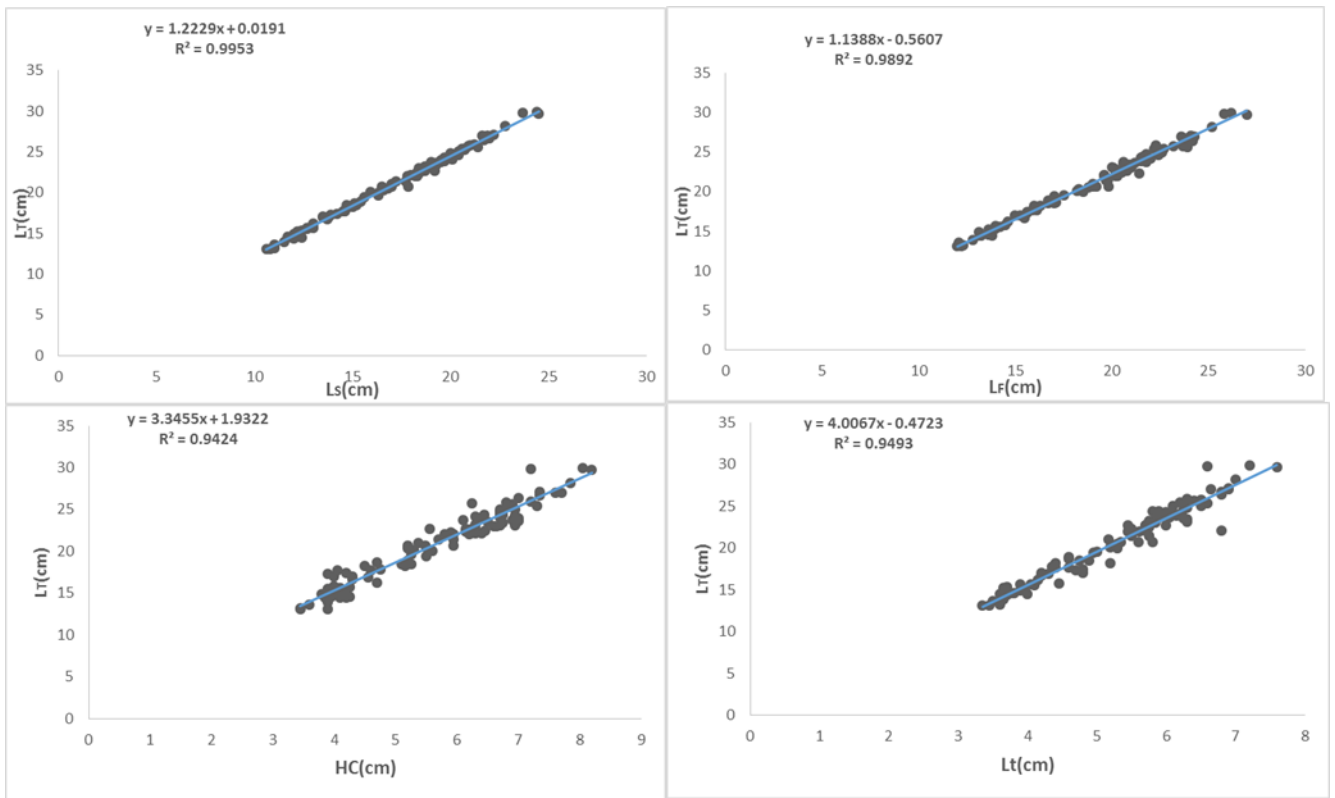 y = 1.2229x + 0.0191
R² = 0.9953
35
30
25
20
15
10
5
0
LT(cm)
0 5 10 15 20 25 30
LS(cm)
y = 1.1388x - 0.5607
R² = 0.9892
35
30
25
20
15
10
5
0
LT(cm)
0 5 10 15 20 25 30
LF(cm)
y = 3.3455x + 1.9322
R² = 0.9424
35
30
25
20
15
10
5
0
LT(cm)
0 1 2 3 4 5 6 7 8 9
HC(cm)
y = 4.0067x - 0.4723
R² = 0.9493
35
30
25
20
15
10
5
0
LT(cm)
0 1 2 3 4 5 6 7 8
Lt(cm)